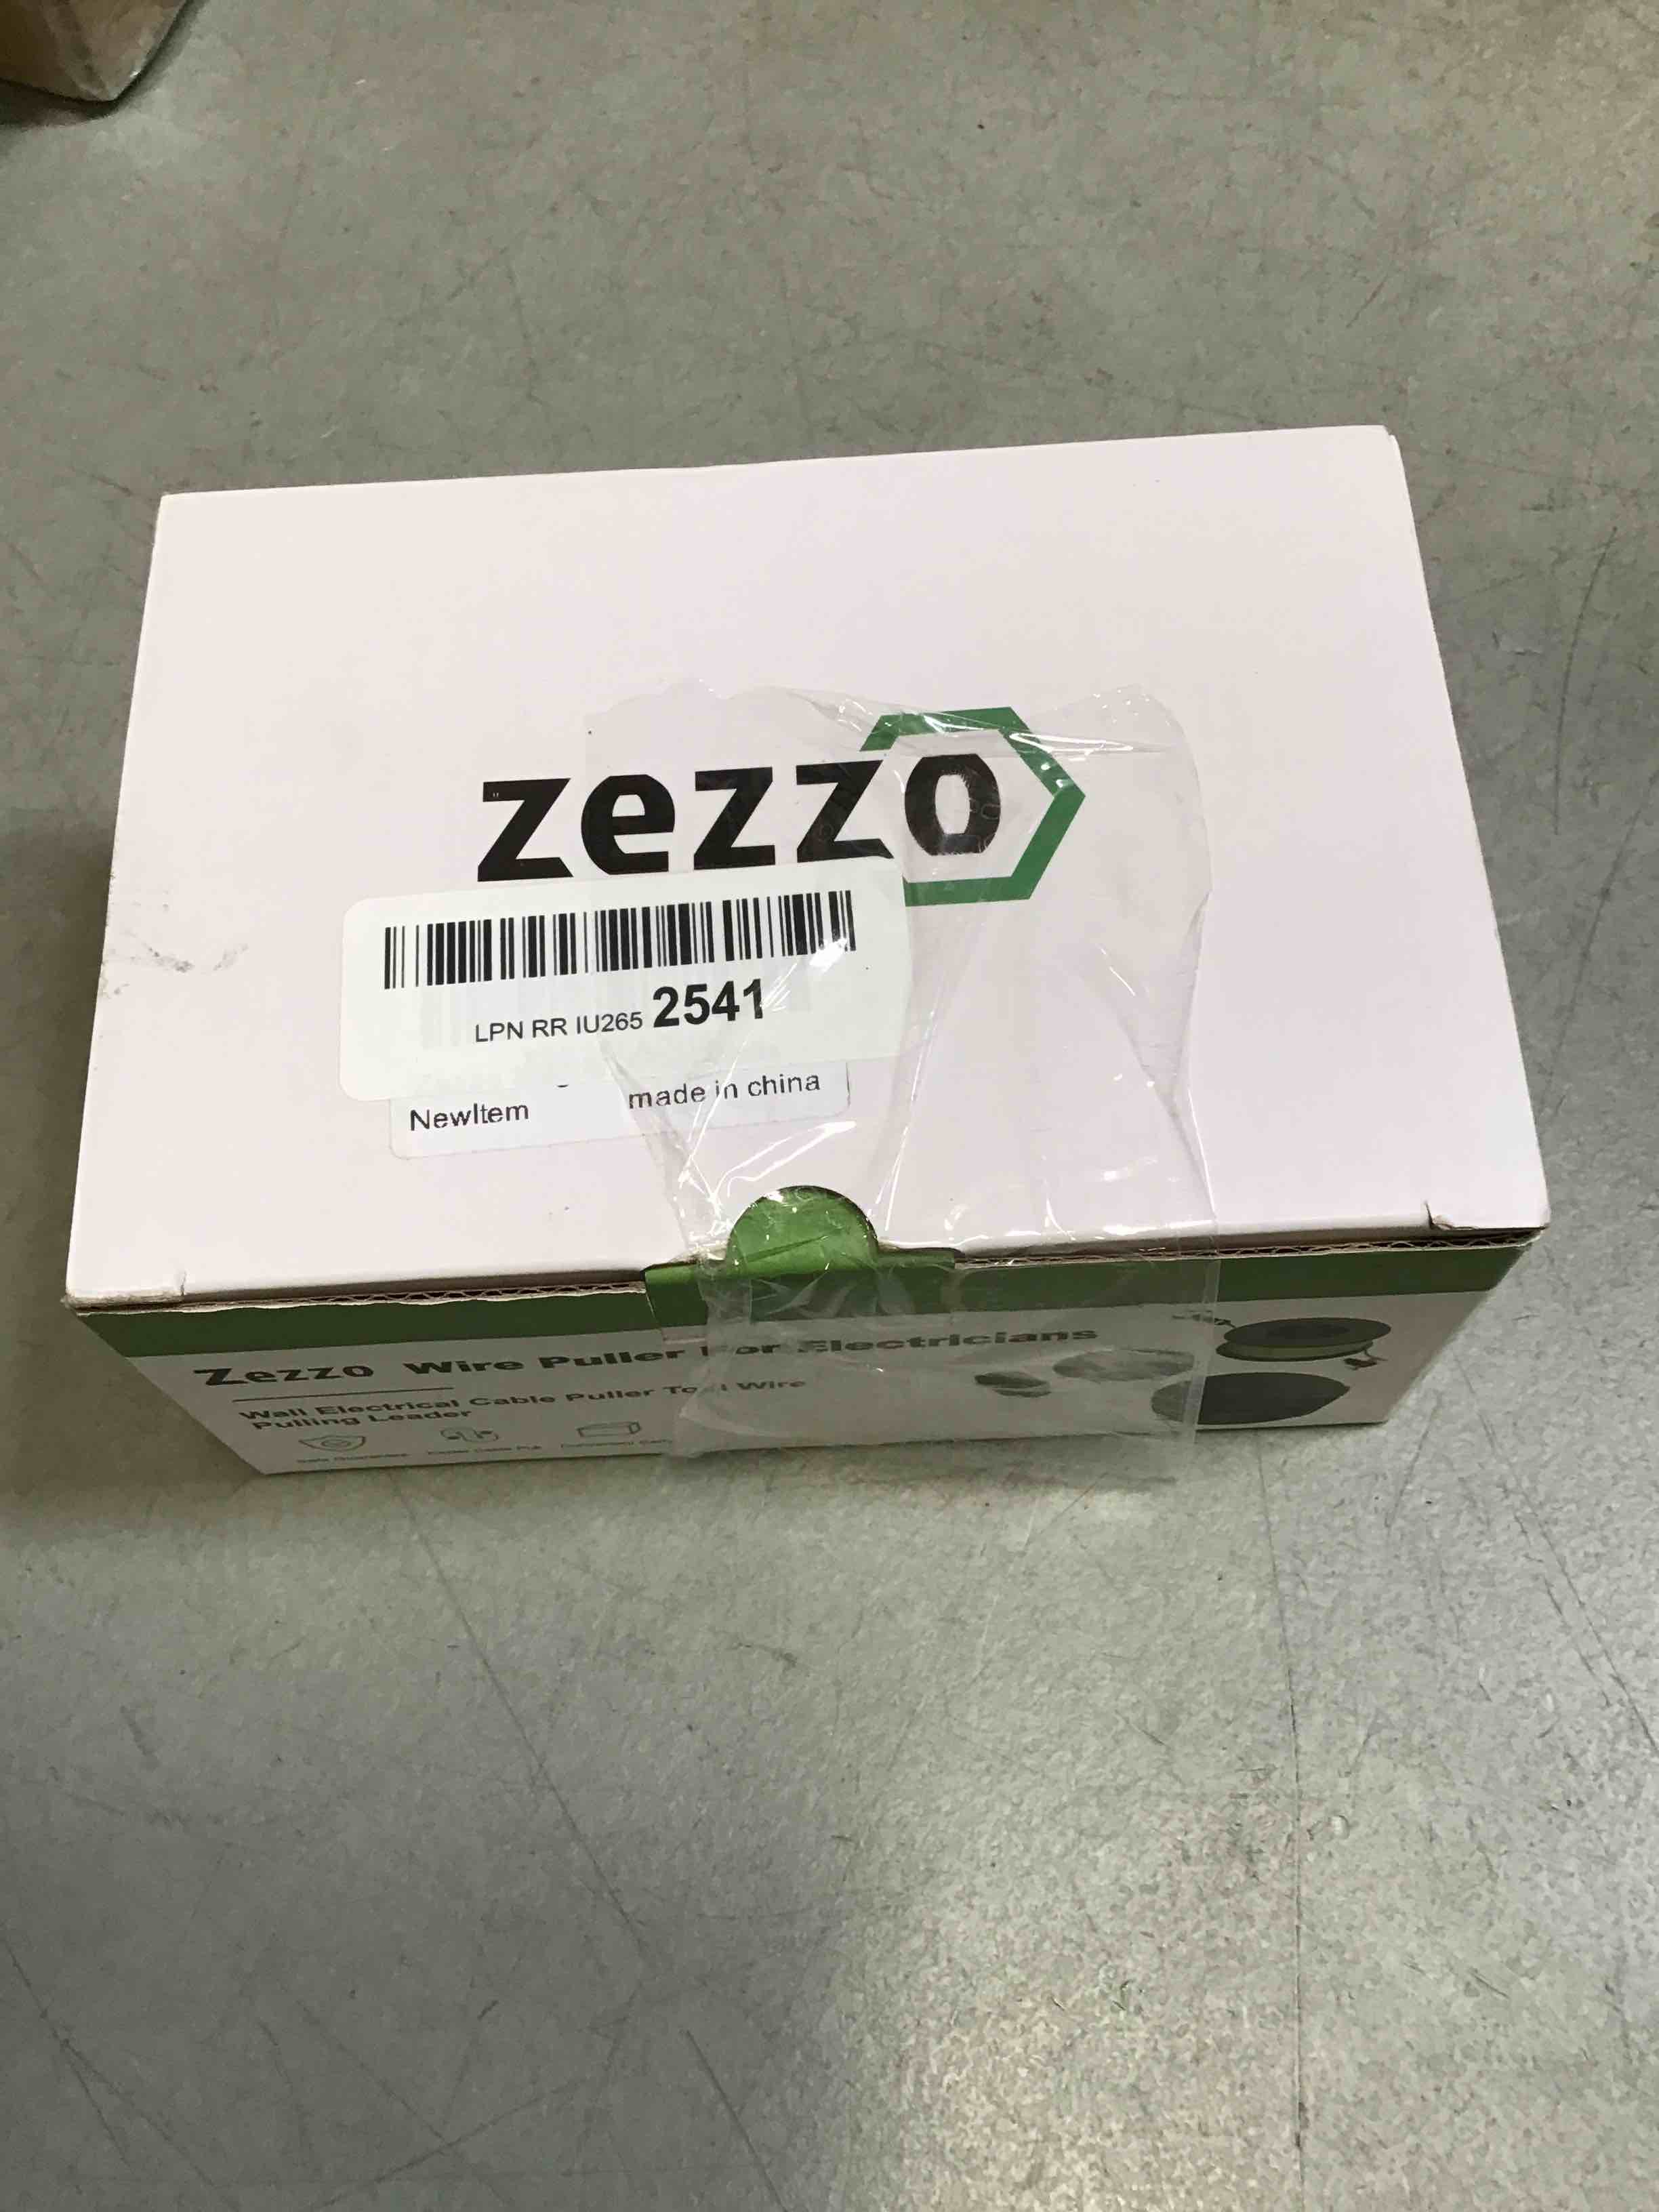 zezzo
LPN RR IU265 2541
NewItem made in china
Zezzo Wire Puller For Electricians
Wall Electrical Cable Puller Tool Wire
Pulling Leader